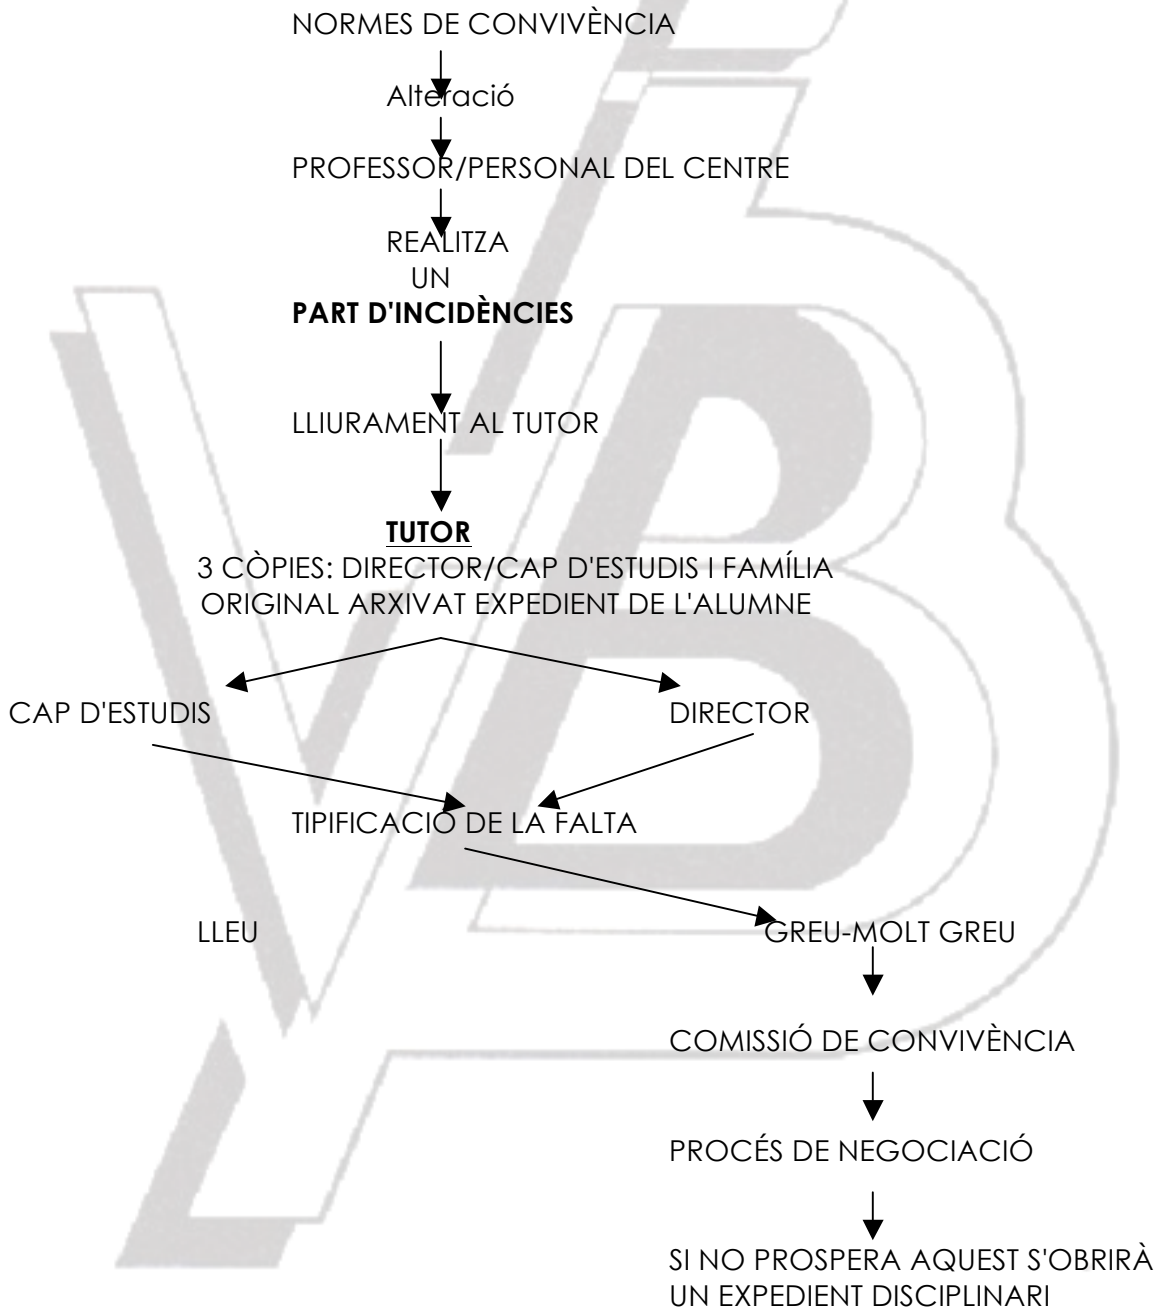 NORMES DE CONVIVÈNCIA
Alteració
PROFESSOR/PERSONAL DEL CENTRE
REALITZA
UN
PART D'INCIDÈNCIES
LLIURAMENT AL TUTOR
TUTOR
3 CÒPIES: DIRECTOR/CAP D'ESTUDIS I FAMÍLIA
ORIGINAL ARXIVAT EXPEDIENT DE L'ALUMNE
CAP D'ESTUDIS
DIRECTOR
TIPIFICACIÓ DE LA FALTA
LLEU
GREU-MOLT GREU
COMISSIÓ DE CONVIVÈNCIA
PROCÉS DE NEGOCIACIÓ
SI NO PROSPERA AQUEST S'OBRIRÀ
UN EXPEDIENT DISCIPLINARI